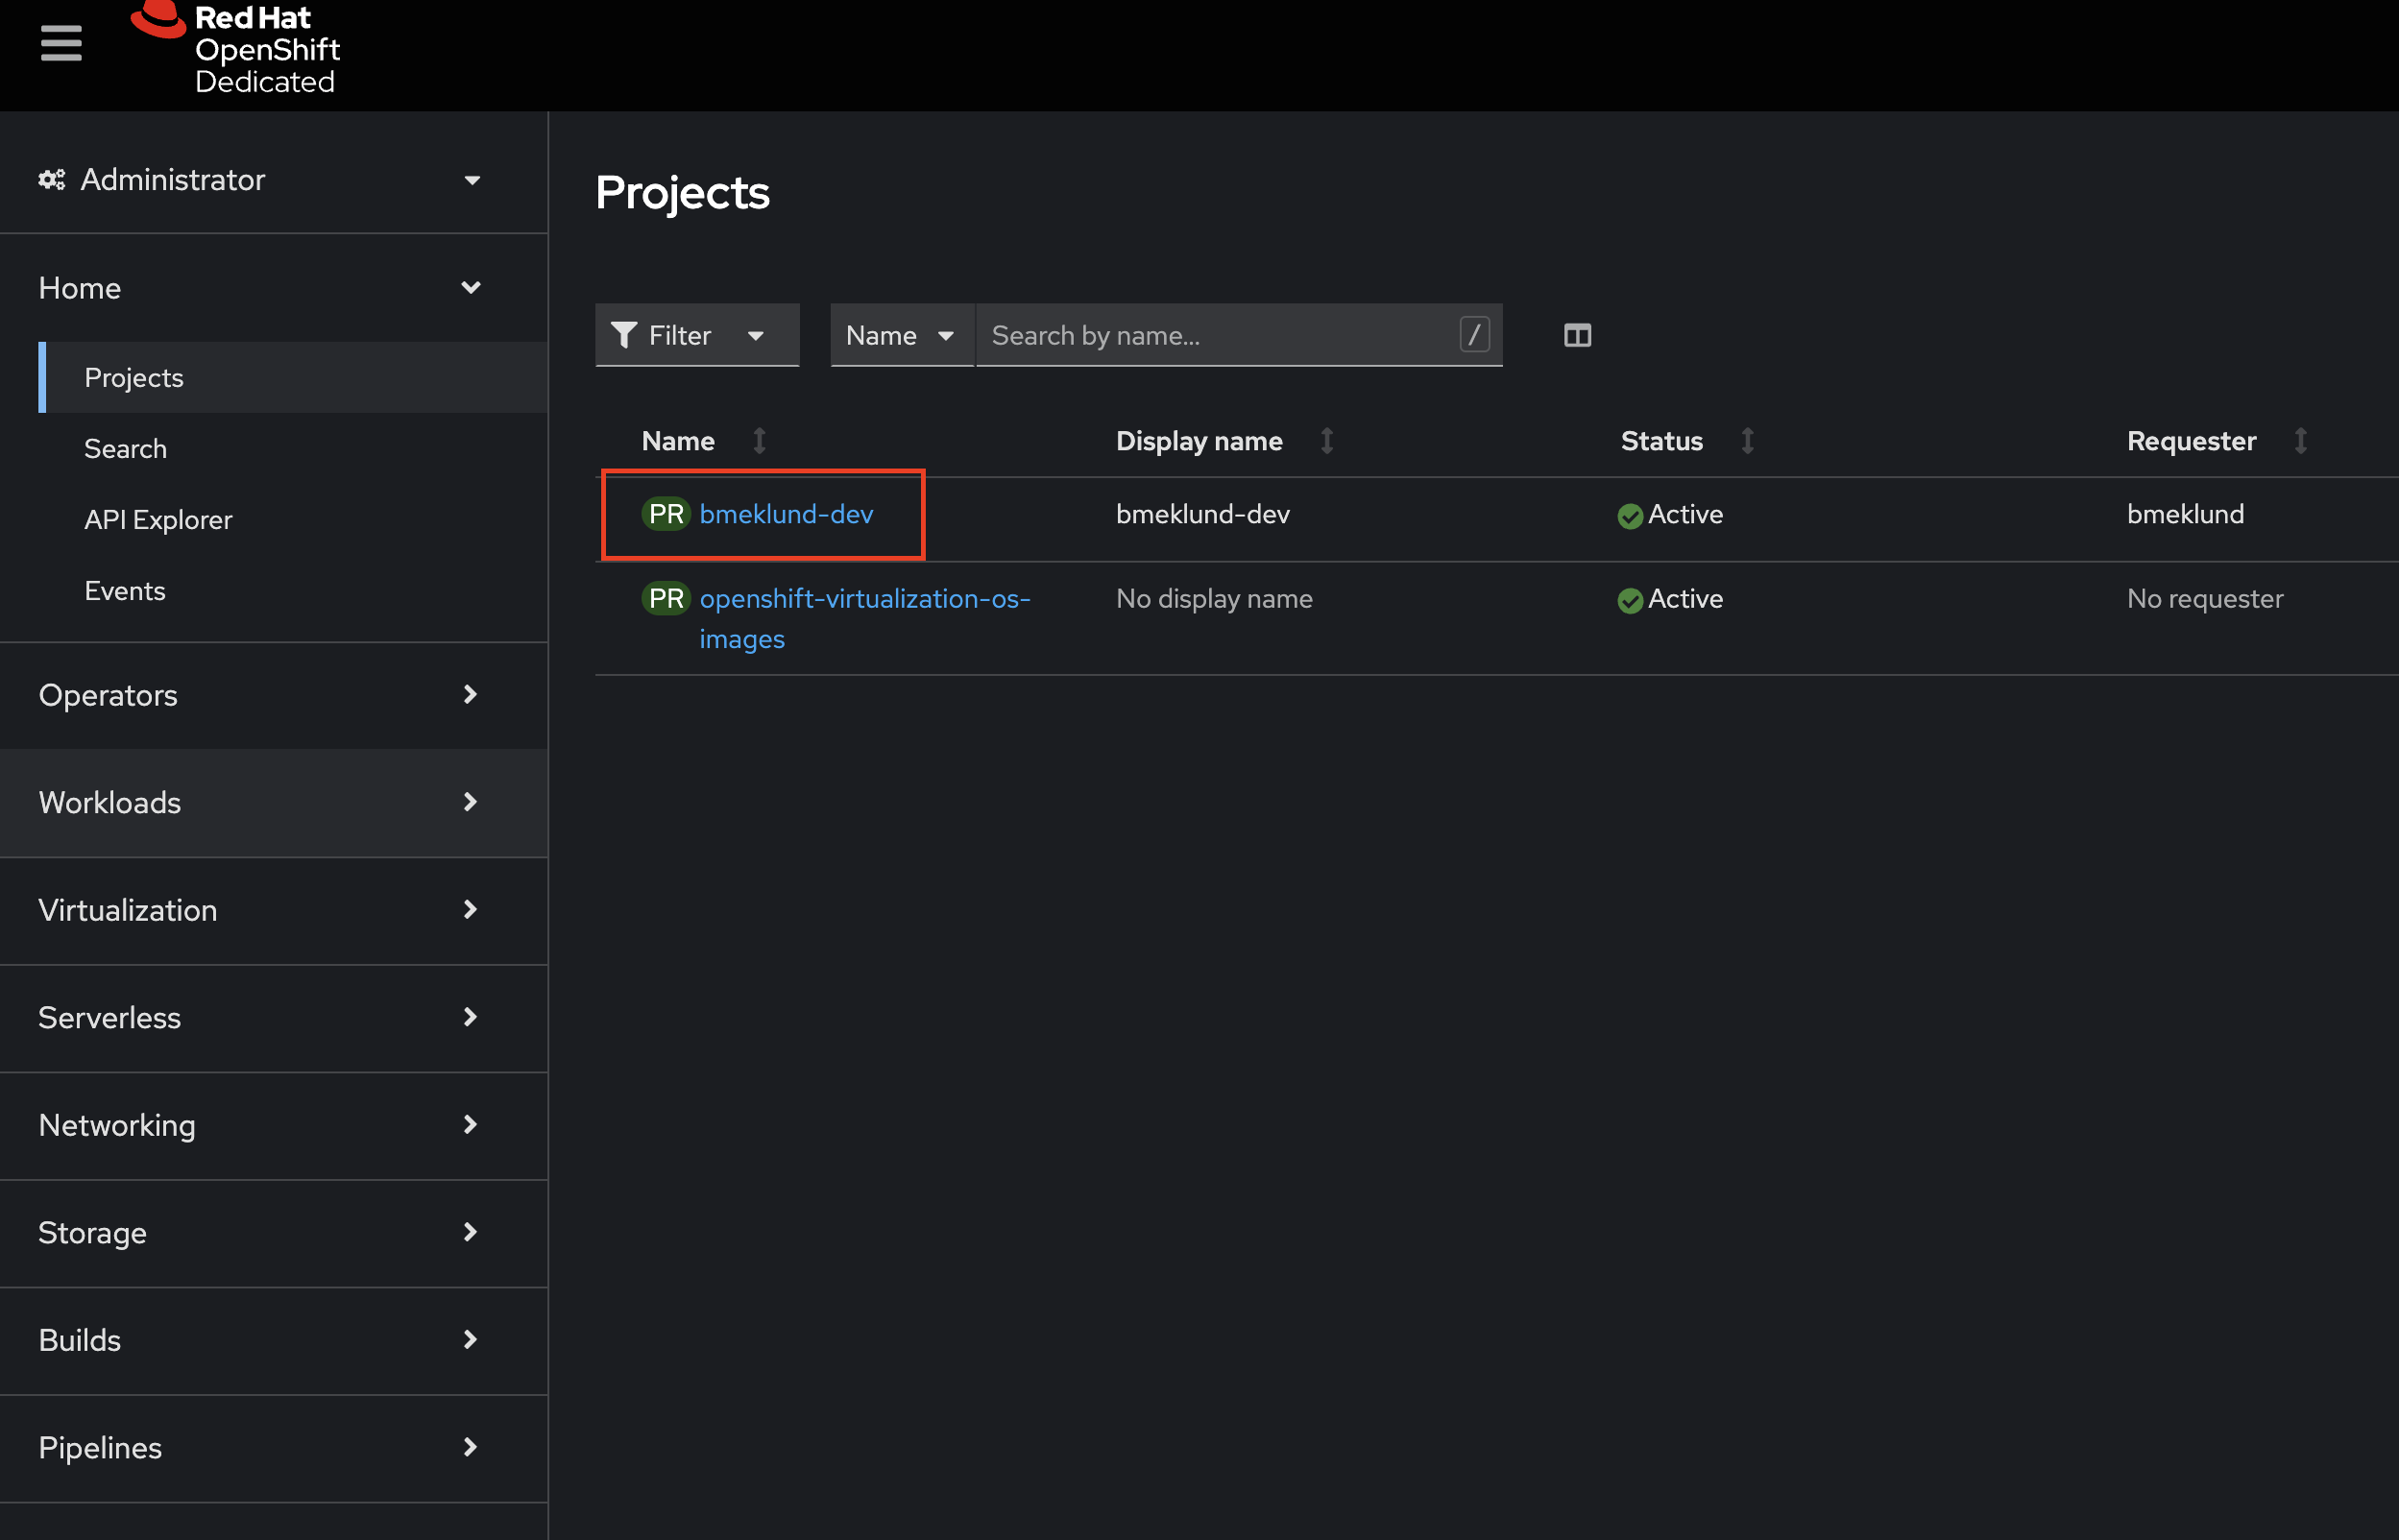 Red Hat
OpenShift
Dedicated
Administrator
Home
Projects
Search
API Explorer
Events
Operators
Workloads
Virtualization
Serverless
Networking
Storage
Builds
Pipelines
Projects
Filter
Name
Search by name...
/
Name Display name Status Requester
PR bmeklund-dev bmeklund-dev Active bmeklund
PR openshift-virtualization-os- No display name Active No requester
images